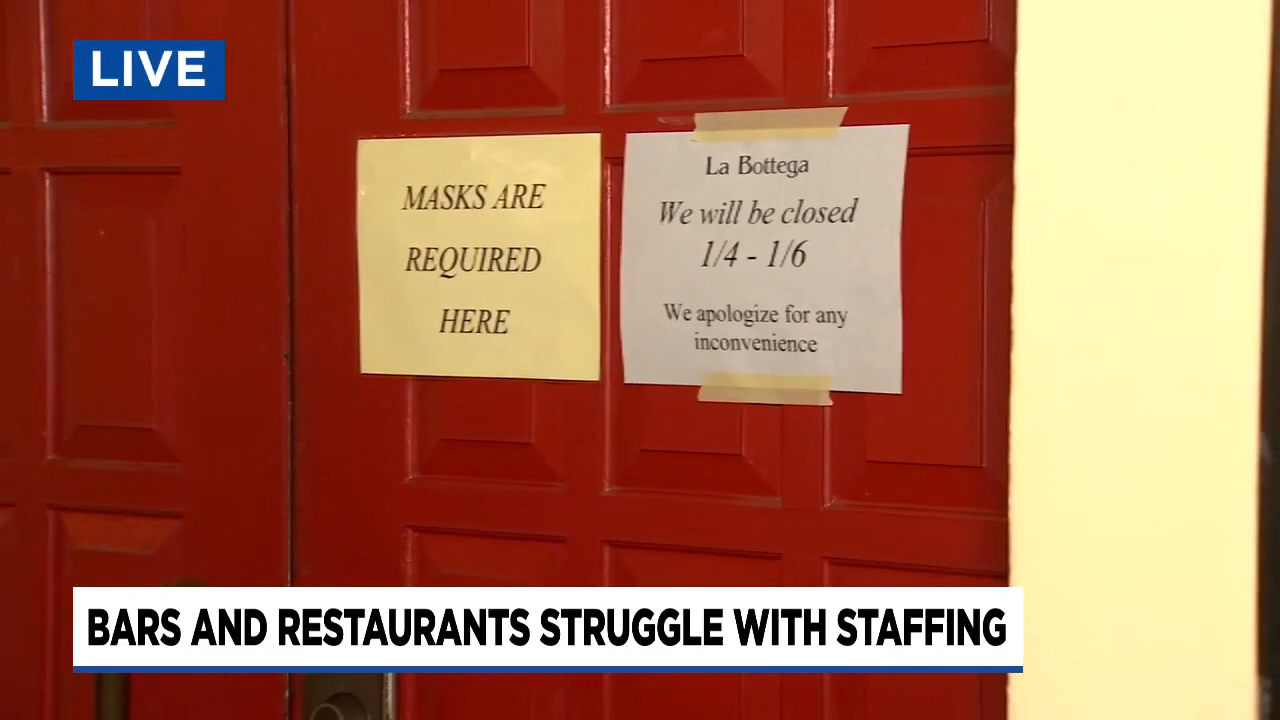 LIVE
MASKS ARE
REQUIRED
HERE
La Bottega
We will be closed
1/4 - 1/6
We apologize for any
inconvenience
BARS AND RESTAURANTS STRUGGLE WITH STAFFING